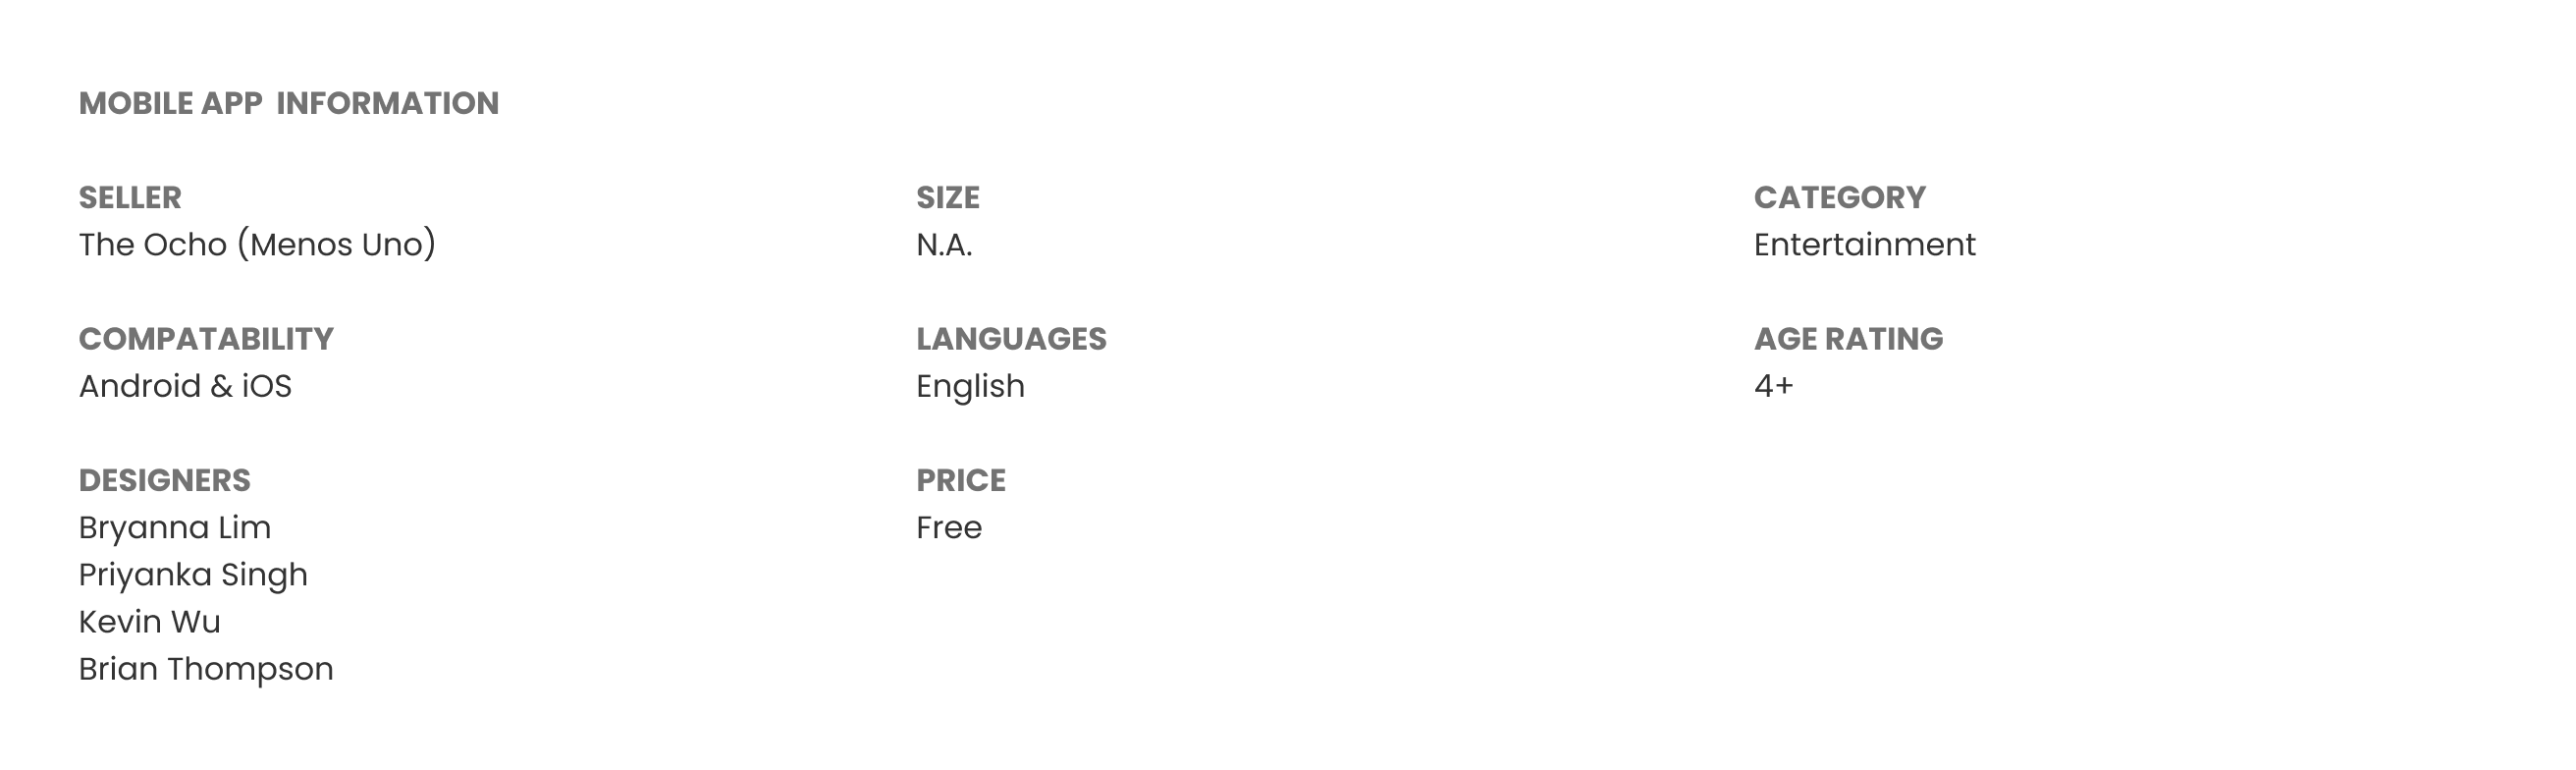 MOBILE APP  INFORMATION
SELLER
The Ocho (Menos Uno)
SIZE
N.A.
CATEGORY
Entertainment
COMPATABILITY
Android & iOS
LANGUAGES
English
AGE RATING
4+
DESIGNERS
Bryanna Lim
Priyanka Singh
Kevin Wu
Brian Thompson
PRICE
Free